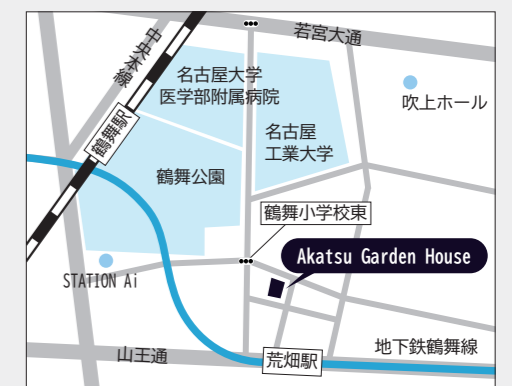 若宮大通
中央本線
名古屋大学
医学部附属病院
吹上ホール
名古屋
工業大学
鶴舞駅
鶴舞公園
鶴舞小学校東
Akatsu Garden House
STATION Ai
地下鉄鶴舞線
山王通
荒畑駅